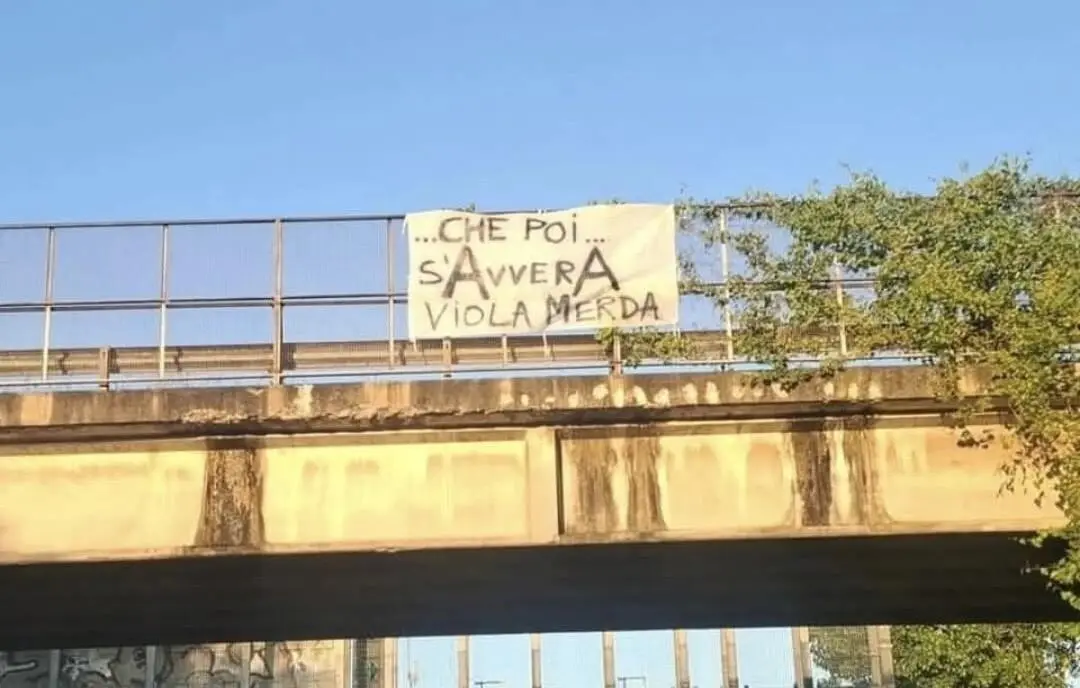 ...CHE POI...
S'AVVERA
VIOLA MERDA